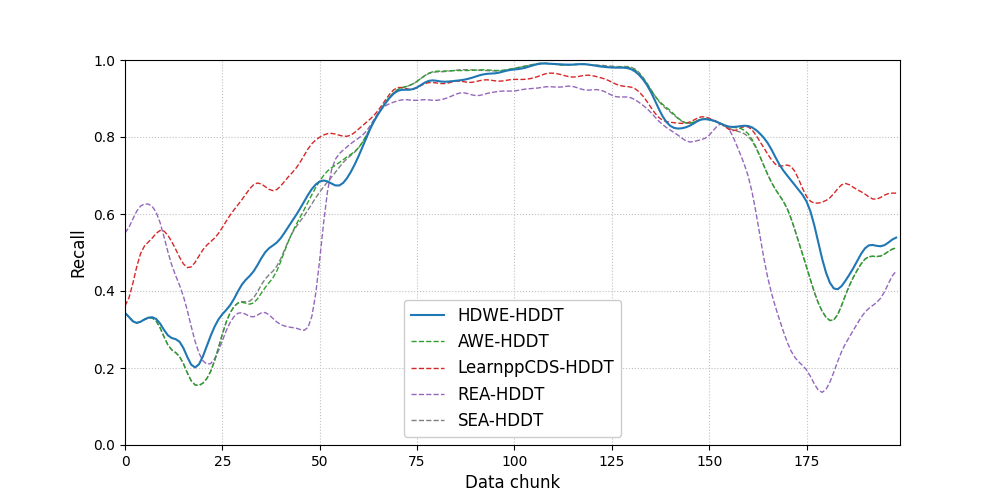 1.0
0.8
0.6
0.4
0.2
0.0
Recall
0 25 50 75 100 125 150 175
Data chunk
HDWE-HDDT
AWE-HDDT
LearnppCDS-HDDT
REA-HDDT
SEA-HDDT